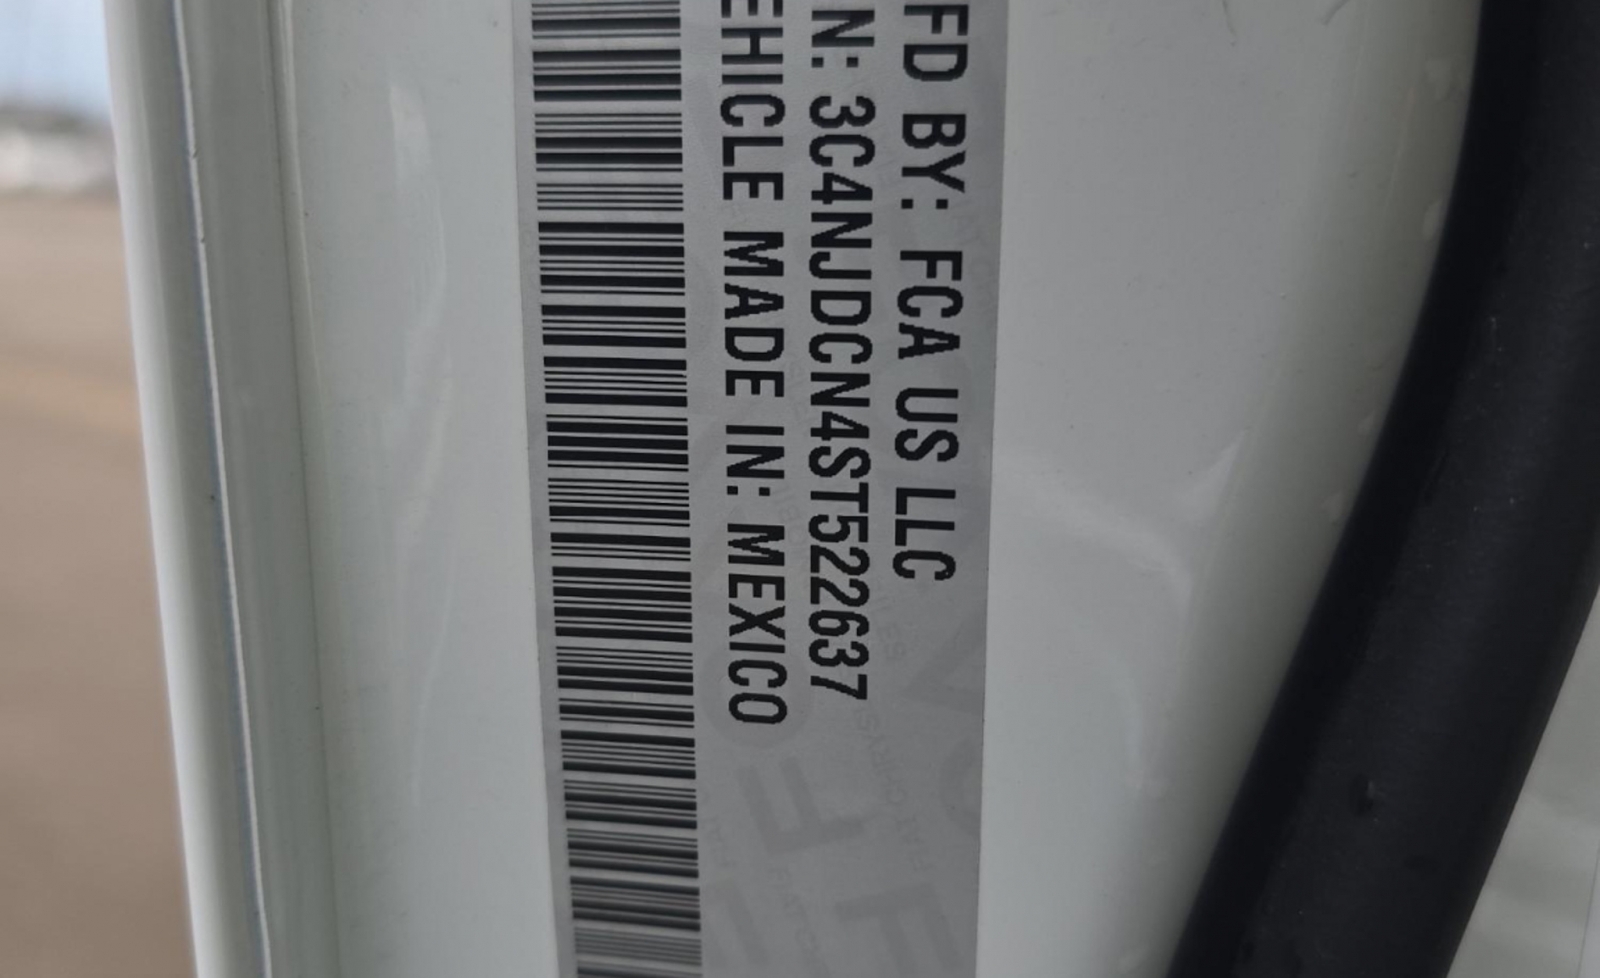 FD BY: FCA US LLC
N: 3C4NJDCN4ST522637
EHICLE MADE IN: MEXICO